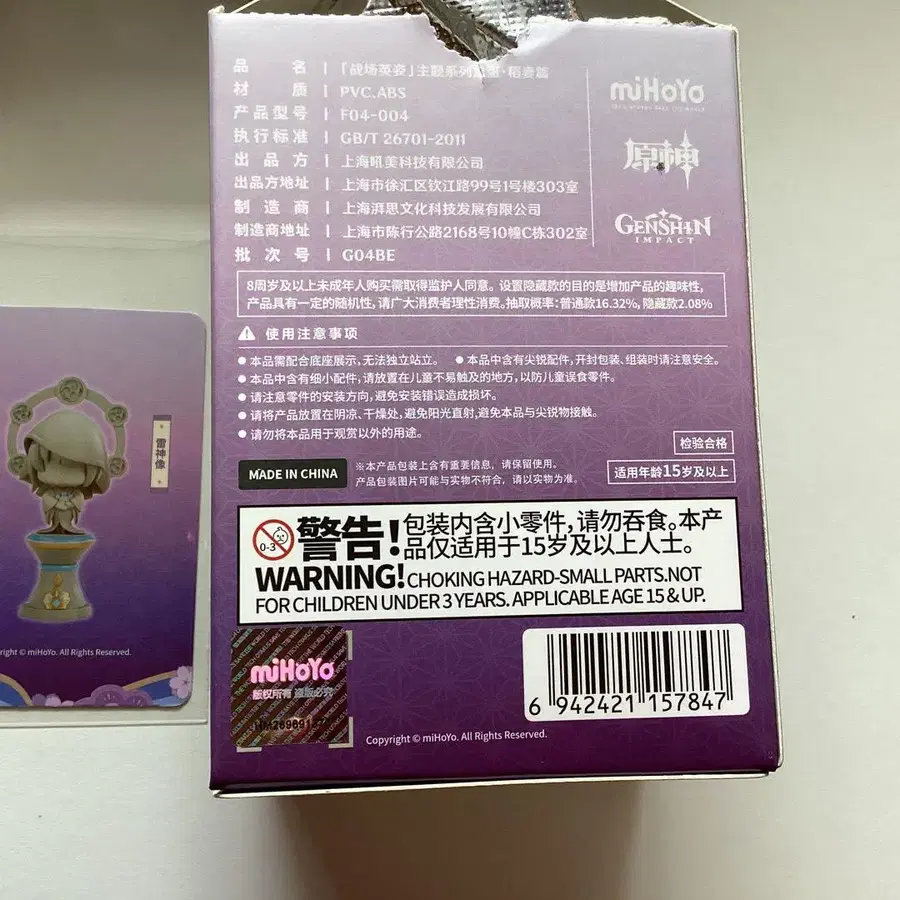 品 名 | 「战场英姿」主题系列 ·稻妻篇
材 质 | PVC.ABS
产品型号 | F04-004
执行标准 | GB/T 26701-2011
出 品 方 | 上海吼美科技有限公司
出品方地址 | 上海市徐汇区钦江路99号1号楼303室
制 造 商 | 上海湃思文化科技发展有限公司
制造商地址 | 上海市陈行公路2168号10幢C栋302室
批 次 号 | G04BE
miHoYo
原神
GENSHIN
IMPACT
8周岁及以上未成年人购买需取得监护人同意。设置隐藏款的目的是增加产品的趣味性,
产品具有一定的随机性,请广大消费者理性消费。抽取概率:普通款16.32%,隐藏款2.08%
使用注意事项
●本品需配合底座展示,无法独立站立。 ●本品中含有尖锐配件,开封包装、组装时请注意安全。
●本品中含有细小配件,请放置在儿童不易触及的地方,以防儿童误食零件。
●请注意零件的安装方向,避免安装错误造成损坏。
●请将产品放置在阴凉、干燥处,避免阳光直射,避免本品与尖锐物接触。
●请勿将本品用于观赏以外的用途。
检验合格
MADE IN CHINA
※本产品包装上含有重要信息,请保留使用。
产品包装图片可能与实物不符合,请以实物为准。
适用年龄15岁及以上
0-3
警告!包装内含小零件,请勿吞食。本产
品仅适用于15岁及以上人士。
WARNING! CHOKING HAZARD-SMALL PARTS.NOT
FOR CHILDREN UNDER 3 YEARS. APPLICABLE AGE 15 & UP.
miHoYo
版权所有 盗版必究
6 942421 157847
Copyright © miHoYo. All Rights Reserved.
雷神像
right © miHoYo. All Rights Reserved.